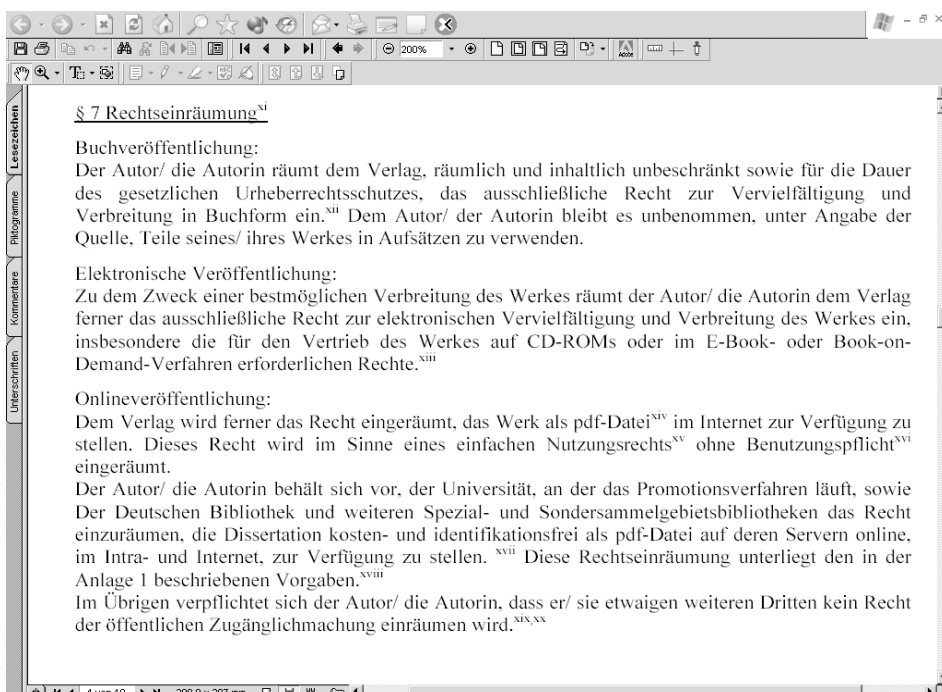 200%
Adobe
Lesezeichen
Piktogramme
Kommentare
Unterschriften
§ 7 Rechtseinräumung^xi
Buchveröffentlichung:
Der Autor/ die Autorin räumt dem Verlag, räumlich und inhaltlich unbeschränkt sowie für die Dauer
des gesetzlichen Urheberrechtsschutzes, das ausschließliche Recht zur Vervielfältigung und
Verbreitung in Buchform ein.^xii Dem Autor/ der Autorin bleibt es unbenommen, unter Angabe der
Quelle, Teile seines/ ihres Werkes in Aufsätzen zu verwenden.
Elektronische Veröffentlichung:
Zu dem Zweck einer bestmöglichen Verbreitung des Werkes räumt der Autor/ die Autorin dem Verlag
ferner das ausschließliche Recht zur elektronischen Vervielfältigung und Verbreitung des Werkes ein,
insbesondere die für den Vertrieb des Werkes auf CD-ROMs oder im E-Book- oder Book-on-
Demand-Verfahren erforderlichen Rechte.^xiii
Onlineveröffentlichung:
Dem Verlag wird ferner das Recht eingeräumt, das Werk als pdf-Datei^xiv im Internet zur Verfügung zu
stellen. Dieses Recht wird im Sinne eines einfachen Nutzungsrechts^xv ohne Benutzungspflicht^xvi
eingeräumt.
Der Autor/ die Autorin behält sich vor, der Universität, an der das Promotionsverfahren läuft, sowie
Der Deutschen Bibliothek und weiteren Spezial- und Sondersammelgebietsbibliotheken das Recht
einzuräumen, die Dissertation kosten- und identifikationsfrei als pdf-Datei auf deren Servern online,
im Intra- und Internet, zur Verfügung zu stellen. ^xvii Diese Rechtseinräumung unterliegt den in der
Anlage 1 beschriebenen Vorgaben.^xviii
Im Übrigen verpflichtet sich der Autor/ die Autorin, dass er/ sie etwaigen weiteren Dritten kein Recht
der öffentlichen Zugänglichmachung einräumen wird.^xix,xx